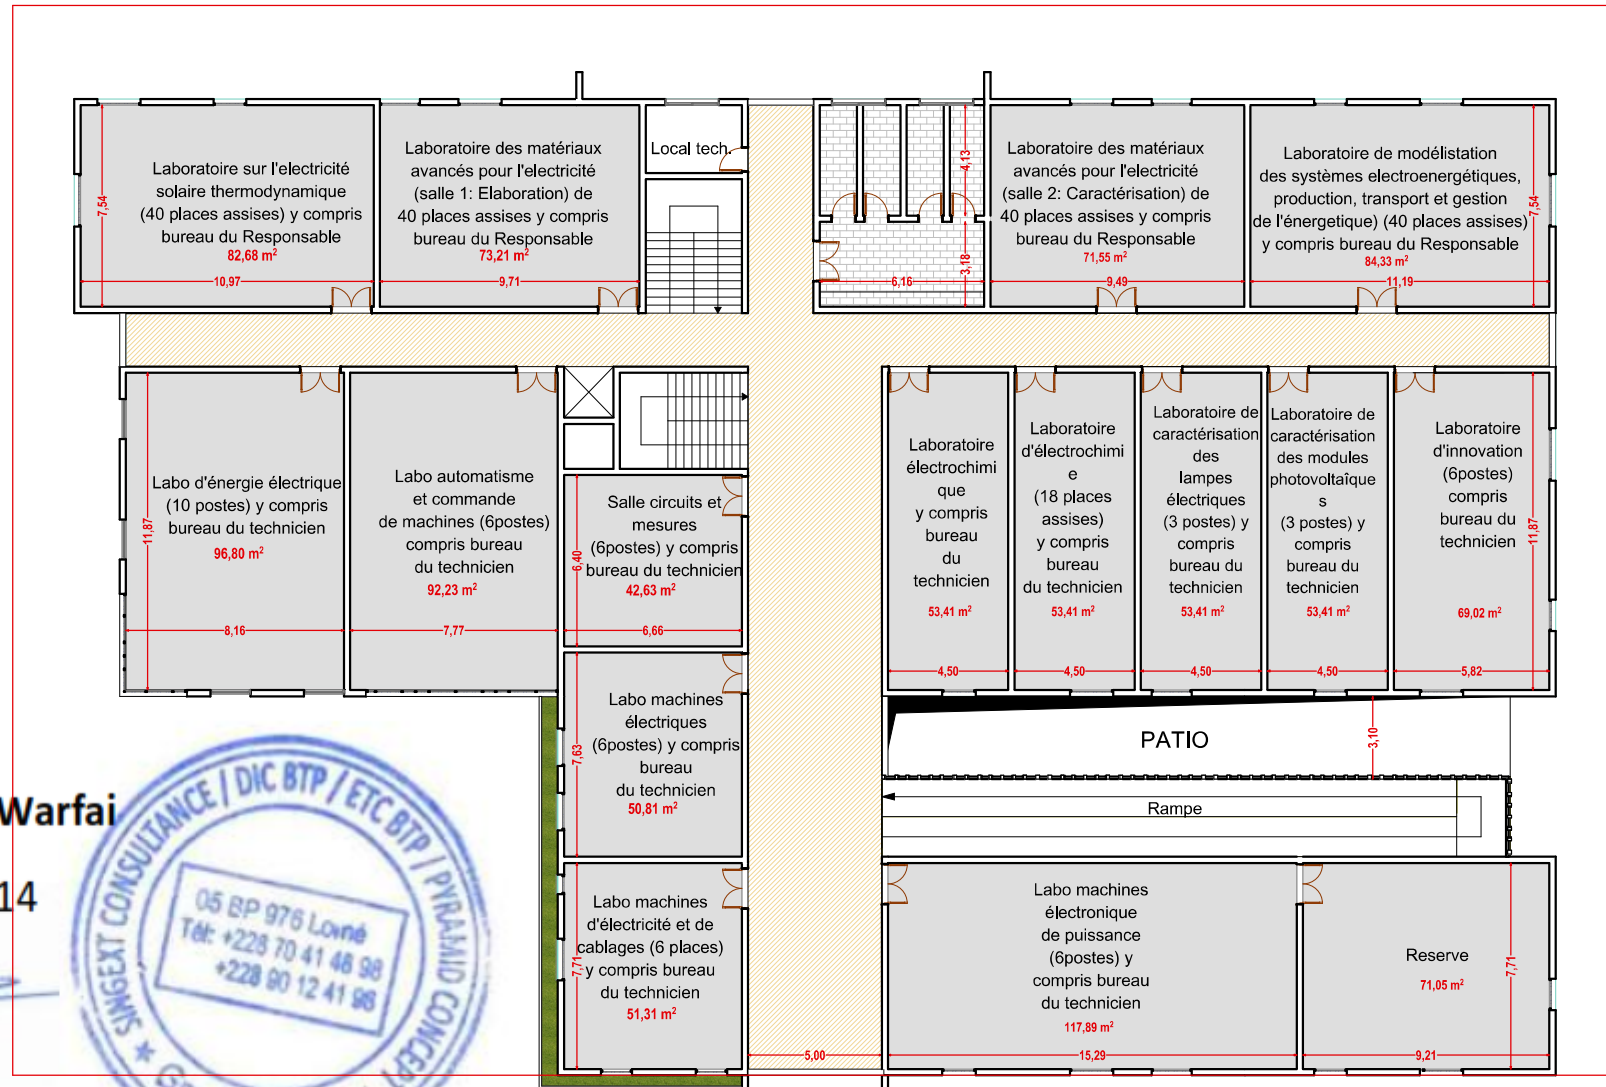 Laboratoire sur l'electricité
solaire thermodynamique
(40 places assises) y compris
bureau du Responsable
82,68 m²
7,54
10,97
Laboratoire des matériaux
avancés pour l'electricité
(salle 1: Elaboration) de
40 places assises y compris
bureau du Responsable
73,21 m²
9,71
Local tech.
4,13
3,18
6,16
Laboratoire des matériaux
avancés pour l'electricité
(salle 2: Caractérisation) de
40 places assises y compris
bureau du Responsable
71,55 m²
9,49
Laboratoire de modélistation
des systèmes electroenergétiques,
production, transport et gestion
de l'énergetique) (40 places assises)
y compris bureau du Responsable
84,33 m²
7,54
11,19
Labo d'énergie électrique
(10 postes) y compris
bureau du technicien
96,80 m²
11,87
8,16
Labo automatisme
et commande
de machines (6postes)
compris bureau
du technicien
92,23 m²
7,77
Salle circuits et
mesures
(6postes) y compris
bureau du technicien
42,63 m²
6,40
6,66
Laboratoire
électrochimi
que
y compris
bureau
du
technicien
53,41 m²
4,50
Laboratoire
d'électrochimi
e
(18 places
assises)
y compris
bureau
du technicien
53,41 m²
4,50
Laboratoire de
caractérisation
des
lampes
électriques
(3 postes) y
compris
bureau du
technicien
53,41 m²
4,50
Laboratoire de
caractérisation
des modules
photovoltaîque
s
(3 postes) y
compris
bureau du
technicien
53,41 m²
4,50
Laboratoire
d'innovation
(6postes)
compris
bureau du
technicien
69,02 m²
11,87
5,82
Labo machines
électriques
(6postes) y compris
bureau
du technicien
50,81 m²
7,63
PATIO
3,10
Rampe
Labo machines
d'électricité et de
cablages (6 places)
y compris bureau
du technicien
51,31 m²
7,71
5,00
Labo machines
électronique
de puissance
(6postes) y
compris bureau
du technicien
117,89 m²
15,29
Reserve
71,05 m²
7,71
9,21
Warfai
14
SINGEXT CONSULTANCE / DIC BTP / ETC BTP / PYRAMID CONCEPT
05 BP 976 Lomé
Tél: +228 70 41 46 98
+228 90 12 41 98